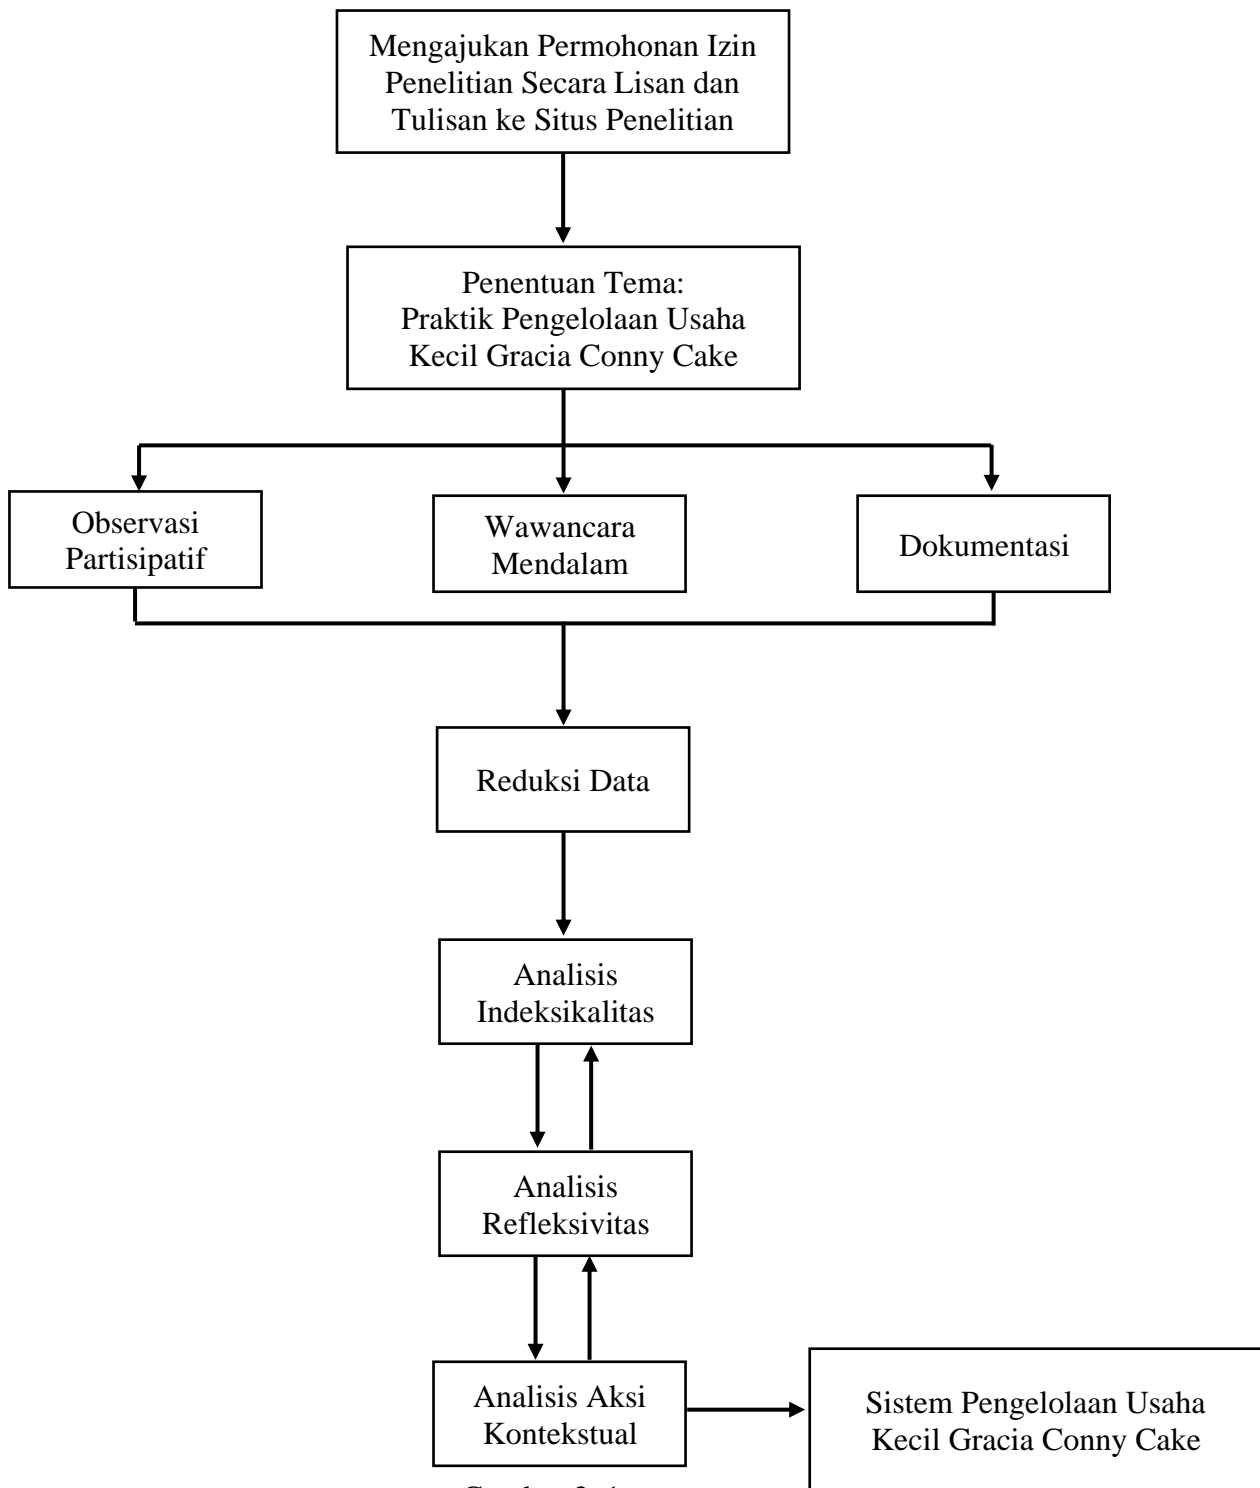 Mengajukan Permohonan Izin
Penelitian Secara Lisan dan
Tulisan ke Situs Penelitian
Penentuan Tema:
Praktik Pengelolaan Usaha
Kecil Gracia Conny Cake
Observasi
Partisipatif
Wawancara
Mendalam
Dokumentasi
Reduksi Data
Analisis
Indeksikalitas
Analisis
Refleksivitas
Analisis Aksi
Kontekstual
Sistem Pengelolaan Usaha
Kecil Gracia Conny Cake